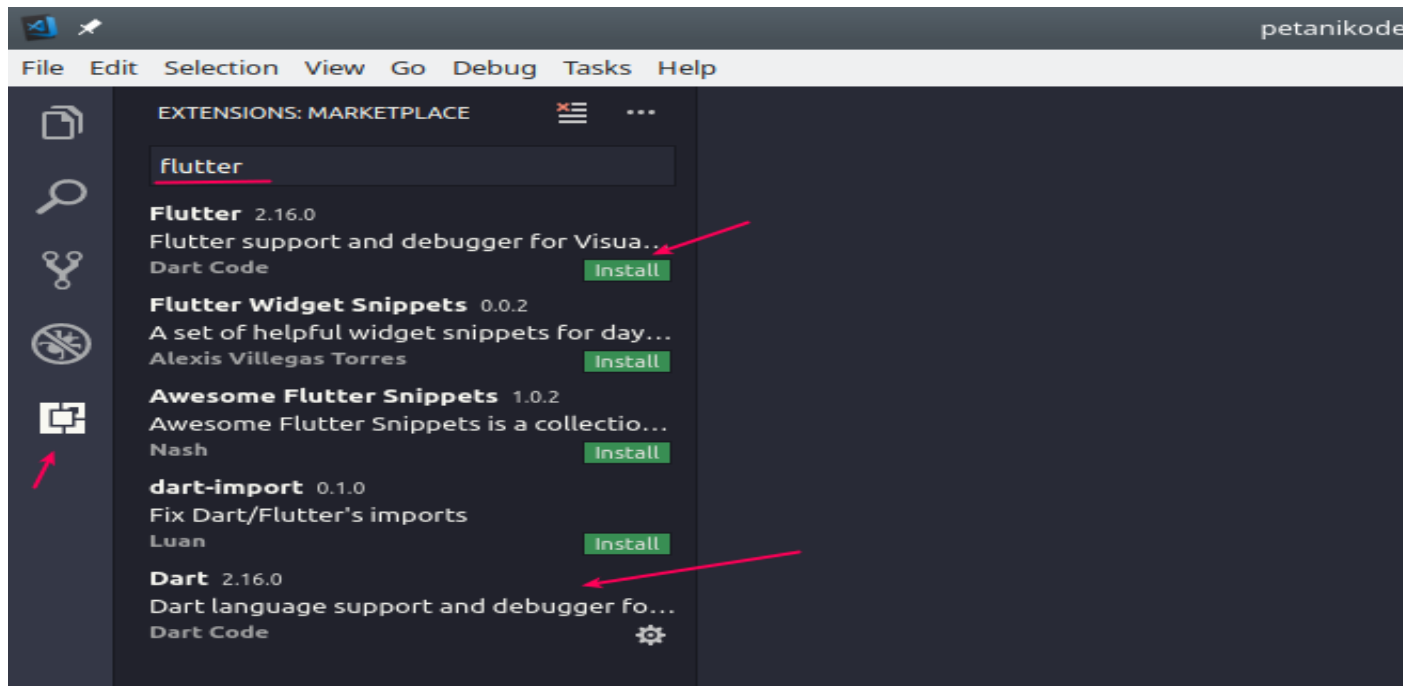 petanikode
File Edit Selection View Go Debug Tasks Help
EXTENSIONS: MARKETPLACE
flutter
Flutter 2.16.0
Flutter support and debugger for Visua...
Dart Code Install
Flutter Widget Snippets 0.0.2
A set of helpful widget snippets for day...
Alexis Villegas Torres Install
Awesome Flutter Snippets 1.0.2
Awesome Flutter Snippets is a collectio...
Nash Install
dart-import 0.1.0
Fix Dart/Flutter's imports
Luan Install
Dart 2.16.0
Dart language support and debugger fo...
Dart Code